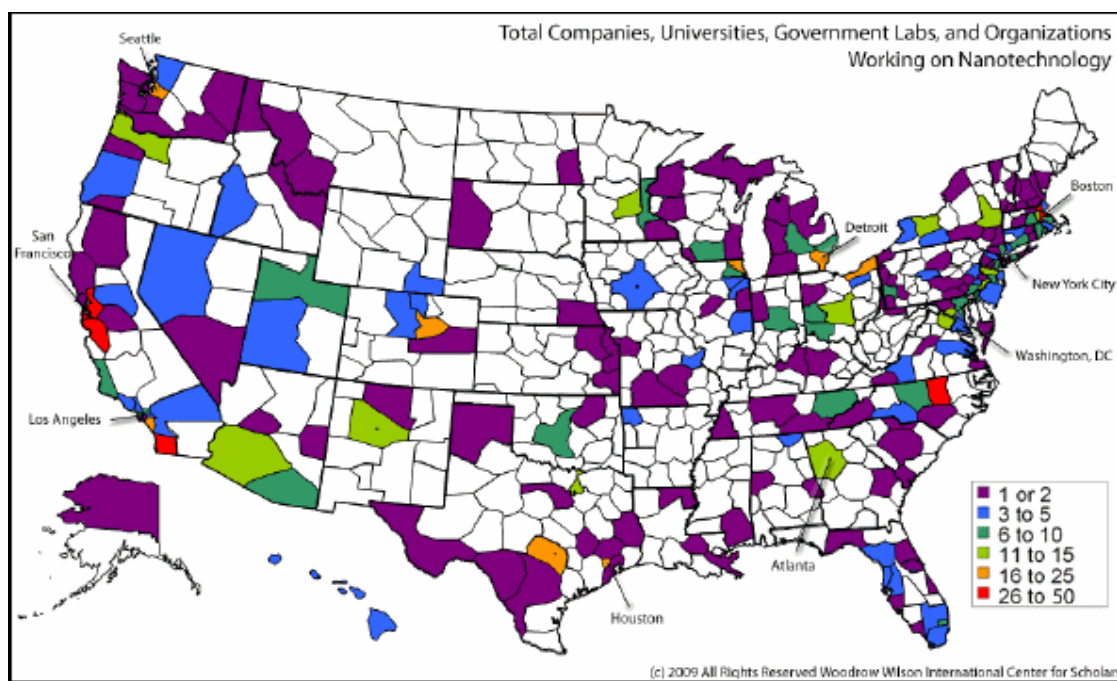 Total Companies, Universities, Government Labs, and Organizations
Working on Nanotechnology
Seattle
Boston
San
Francisco
Detroit
New York City
Washington, DC
Los Angeles
1 or 2
3 to 5
6 to 10
11 to 15
16 to 25
26 to 50
Atlanta
Houston
(c) 2009 All Rights Reserved Woodrow Wilson International Center for Scholars